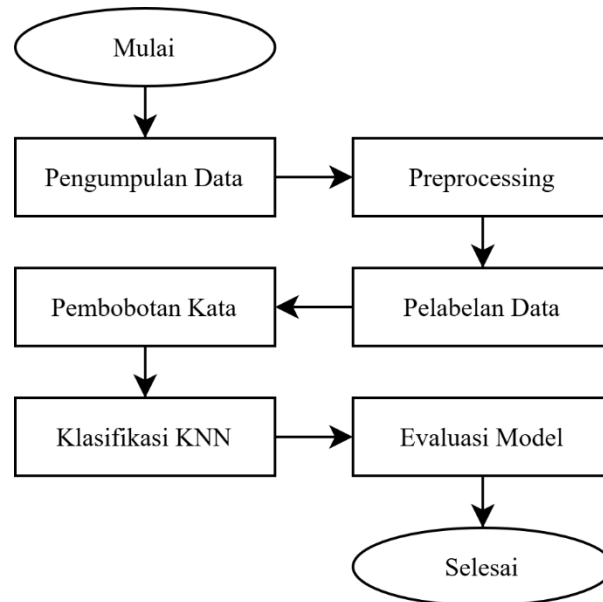 Mulai
Pengumpulan Data
Preprocessing
Pelabelan Data
Pembobotan Kata
Klasifikasi KNN
Evaluasi Model
Selesai